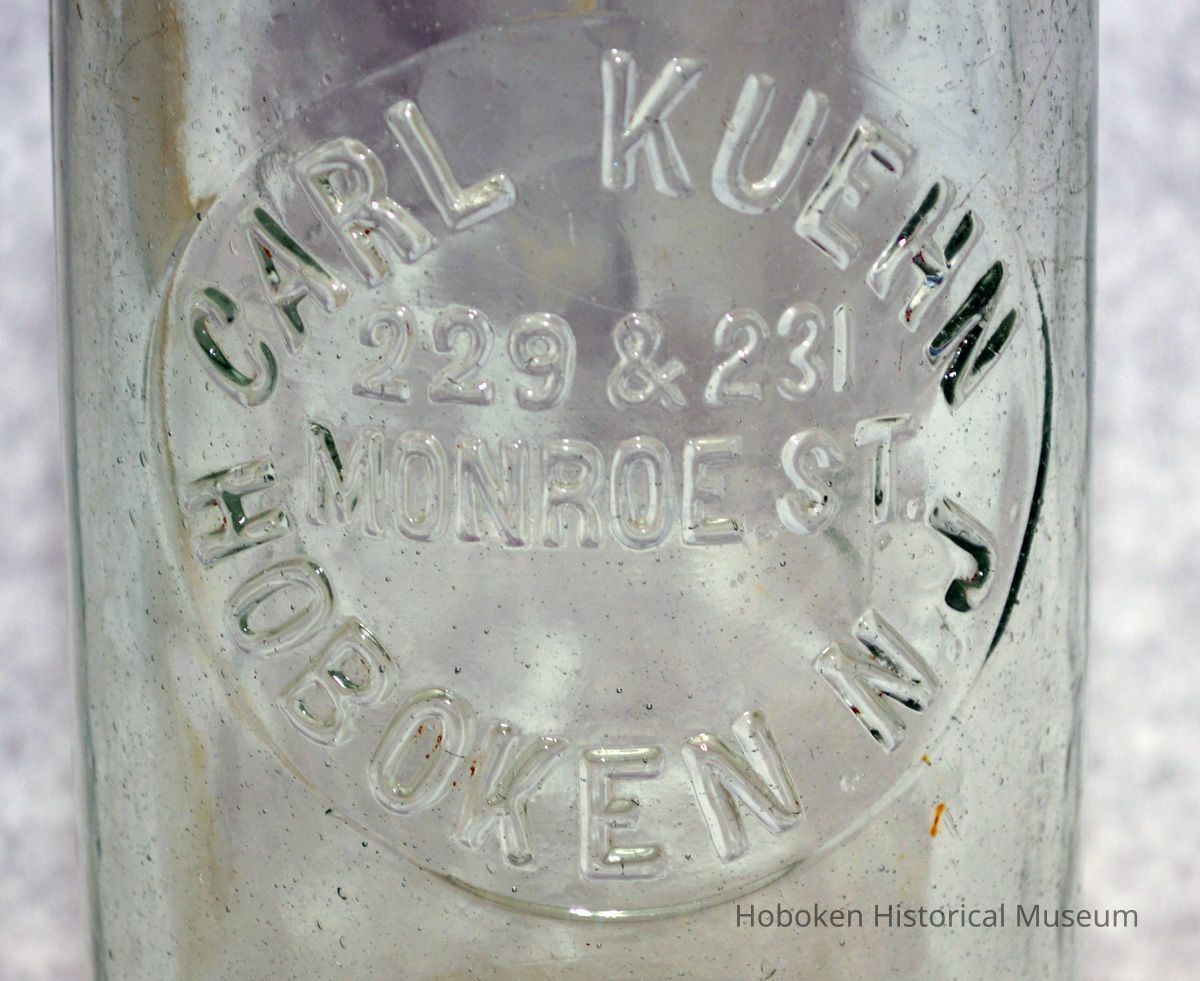 CARL KUEHN
229 & 231
MONROE. ST.
HOBOKEN N J
Hoboken Historical Museum